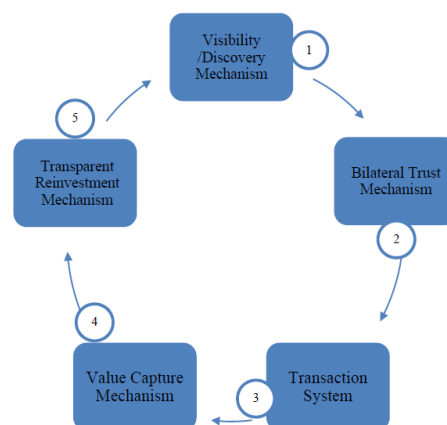 Visibility
/Discovery
Mechanism
1
Bilateral Trust
Mechanism
2
Transaction
System
3
Value Capture
Mechanism
4
Transparent
Reinvestment
Mechanism
5